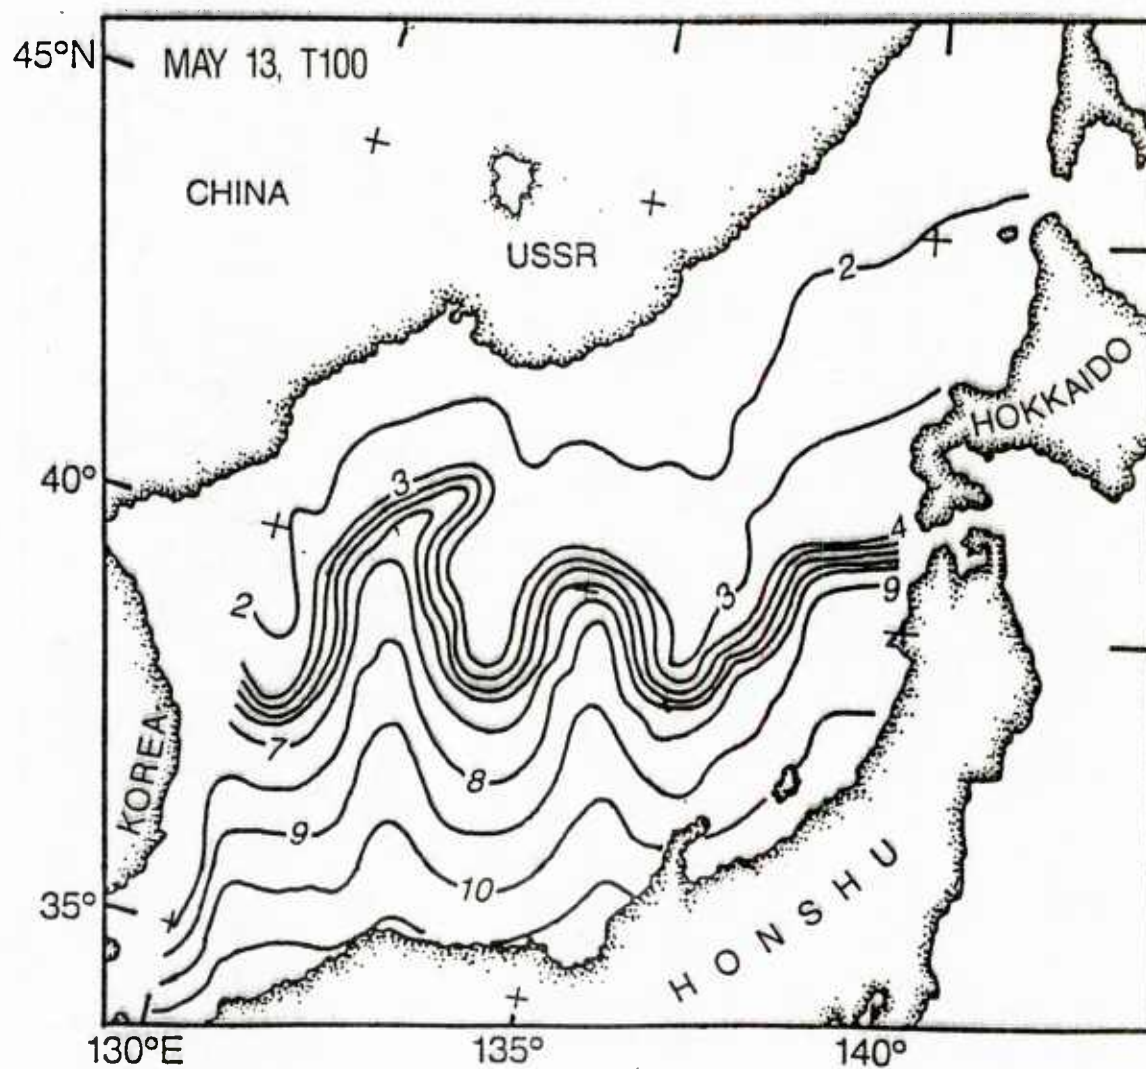 45°N
MAY 13, T100
CHINA
USSR
2
HOKKAIDO
40°
3
4
3
9
2
KOREA
7
8
9
10
35°
HONSHU
130°E
135°
140°